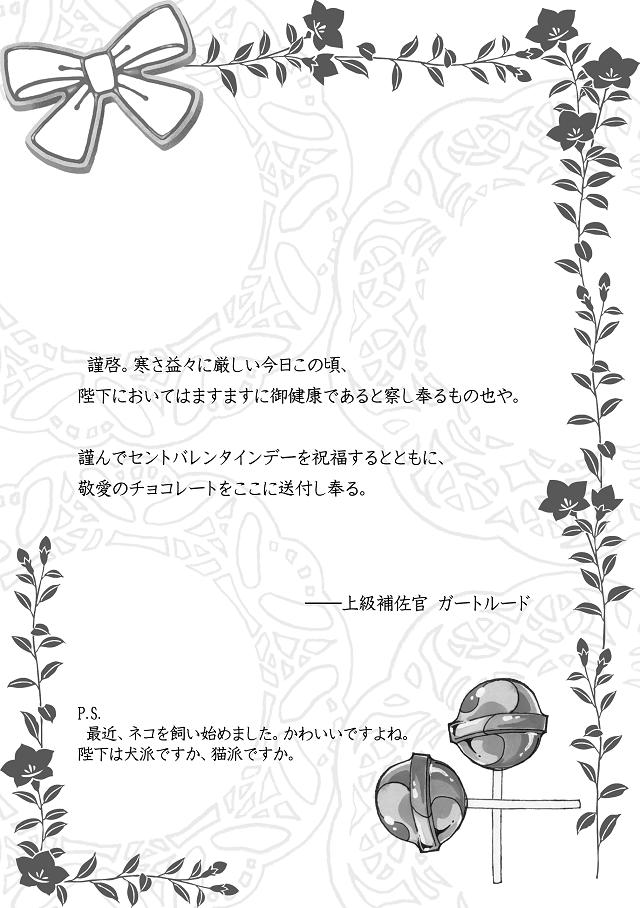 謹啓。寒さ益々に厳しい今日この頃、
陛下においてはますますに御健康であると察し奉るもの也や。
謹んでセントバレンタインデーを祝福するとともに、
敬愛のチョコレートをここに送付し奉る。
――上級補佐官 ガートルード
P.S.
最近、ネコを飼い始めました。かわいいですよね。
陛下は犬派ですか、猫派ですか。